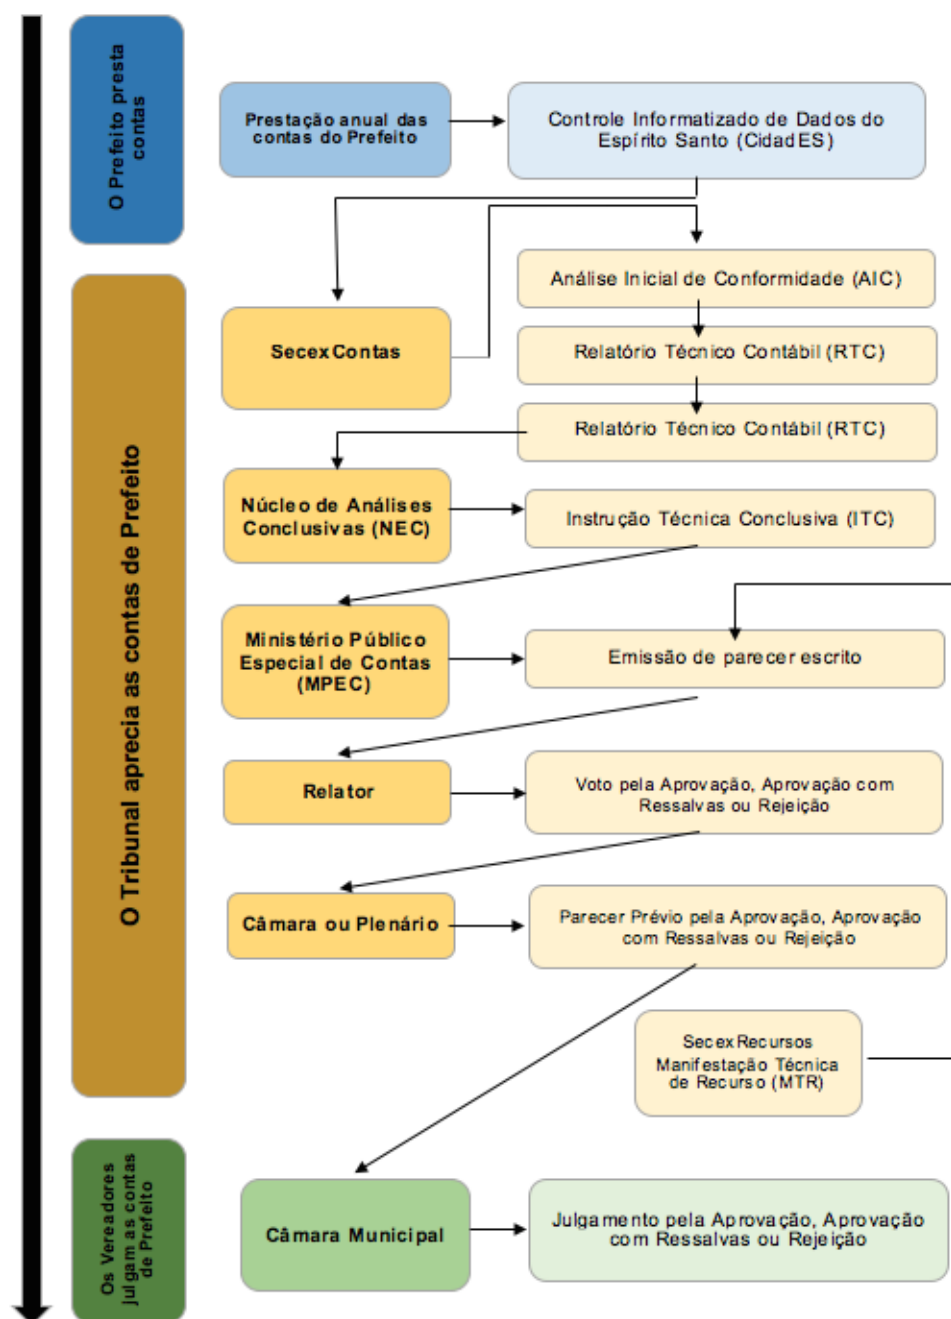 O Prefeito presta
contas
Prestação anual das
contas do Prefeito
Controle Informatizado de Dados do
Espírito Santo (CidadES)
O Tribunal aprecia as contas de Prefeito
SecexContas
Análise Inicial de Conformidade (AIC)
Relatório Técnico Contábil (RTC)
Relatório Técnico Contábil (RTC)
Núcleo de Análises
Conclusivas (NEC)
Instrução Técnica Conclusiva (ITC)
Ministério Público
Especial de Contas
(MPEC)
Emissão de parecer escrito
Relator
Voto pela Aprovação, Aprovação com
Ressalvas ou Rejeição
Câmara ou Plenário
Parecer Prévio pela Aprovação, Aprovação
com Ressalvas ou Rejeição
SecexRecursos
Manifestação Técnica
de Recurso (MTR)
Os Vereadores
julgam as contas
de Prefeito
Câmara Municipal
Julgamento pela Aprovação, Aprovação
com Ressalvas ou Rejeição